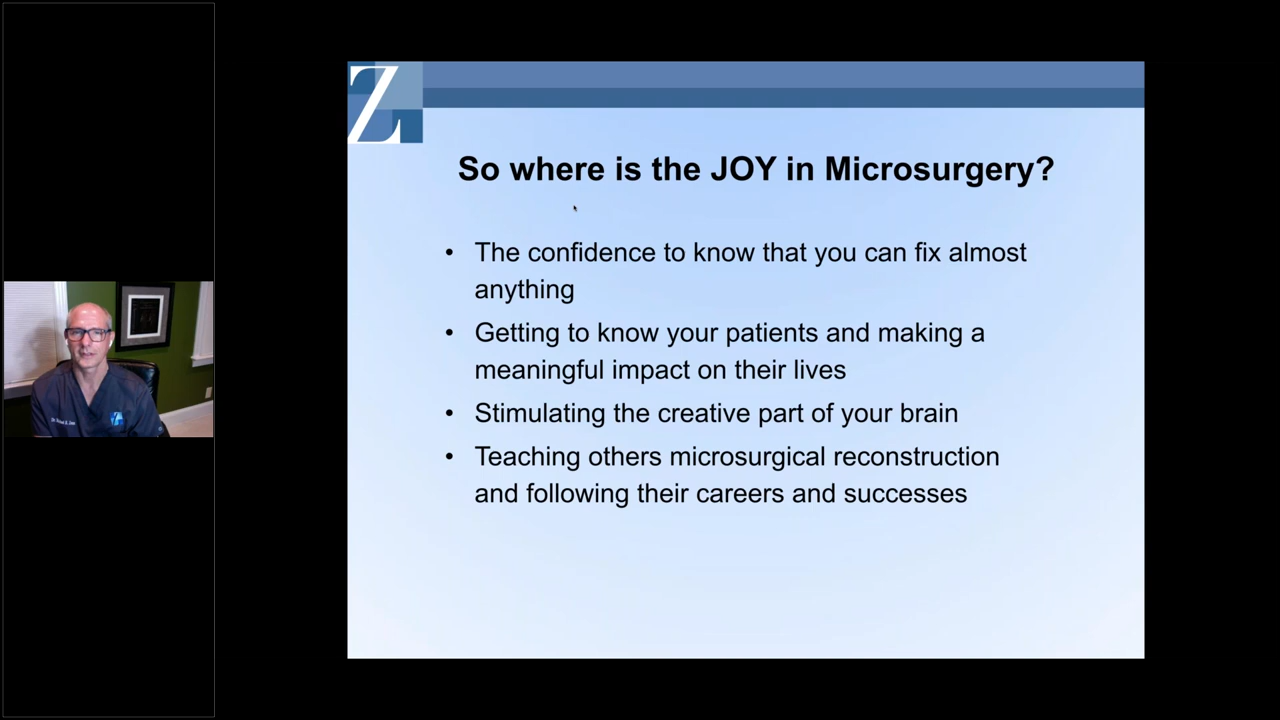 Z
So where is the JOY in Microsurgery?
• The confidence to know that you can fix almost
anything
• Getting to know your patients and making a
meaningful impact on their lives
• Stimulating the creative part of your brain
• Teaching others microsurgical reconstruction
and following their careers and successes